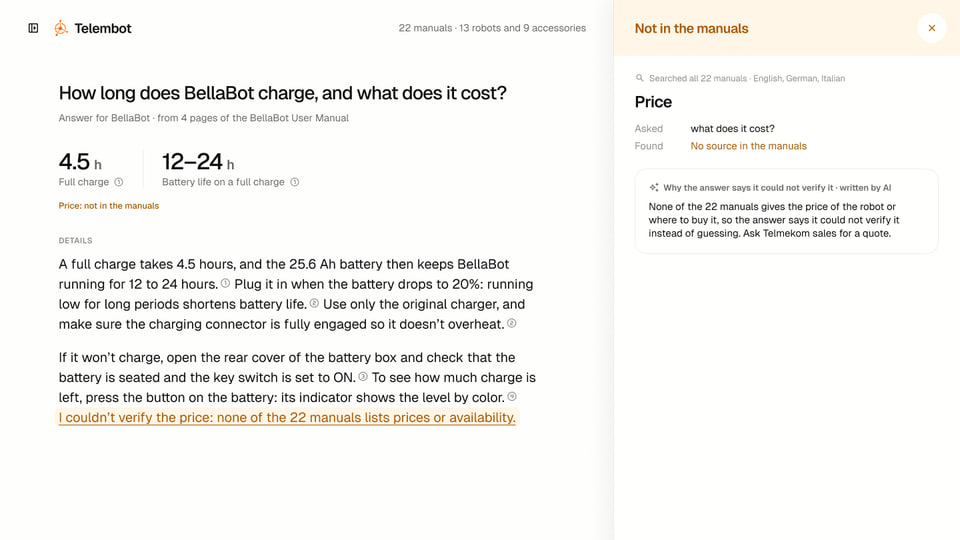 Telembot
22 manuals · 13 robots and 9 accessories
How long does BellaBot charge, and what does it cost?
Answer for BellaBot · from 4 pages of the BellaBot User Manual
4.5 h
Full charge 1
12–24 h
Battery life on a full charge 1
Price: not in the manuals
DETAILS
A full charge takes 4.5 hours, and the 25.6 Ah battery then keeps BellaBot
running for 12 to 24 hours. 1 Plug it in when the battery drops to 20%: running
low for long periods shortens battery life. 2 Use only the original charger, and
make sure the charging connector is fully engaged so it doesn’t overheat. 2
If it won’t charge, open the rear cover of the battery box and check that the
battery is seated and the key switch is set to ON. 3 To see how much charge is
left, press the button on the battery: its indicator shows the level by color. 4
I couldn’t verify the price: none of the 22 manuals lists prices or availability.
Not in the manuals
Searched all 22 manuals · English, German, Italian
Price
Asked what does it cost?
Found No source in the manuals
Why the answer says it could not verify it · written by AI
None of the 22 manuals gives the price of the robot or
where to buy it, so the answer says it could not verify it
instead of guessing. Ask Telmekom sales for a quote.